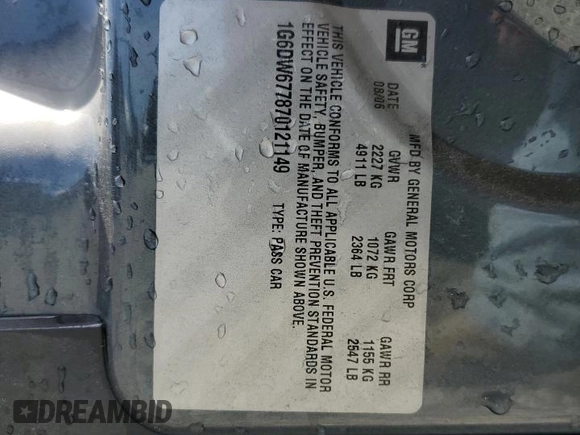 GM
MFD BY GENERAL MOTORS CORP
DATE GVWR GAWR FRT GAWR RR
08/06 2227 KG 1072 KG 1155 KG
4911 LB 2364 LB 2547 LB
THIS VEHICLE CONFORMS TO ALL APPLICABLE U.S. FEDERAL MOTOR
VEHICLE SAFETY, BUMPER, AND THEFT PREVENTION STANDARDS IN
EFFECT ON THE DATE OF MANUFACTURE SHOWN ABOVE.
1G6DW677870121149 TYPE: PASS CAR
DREAMBID